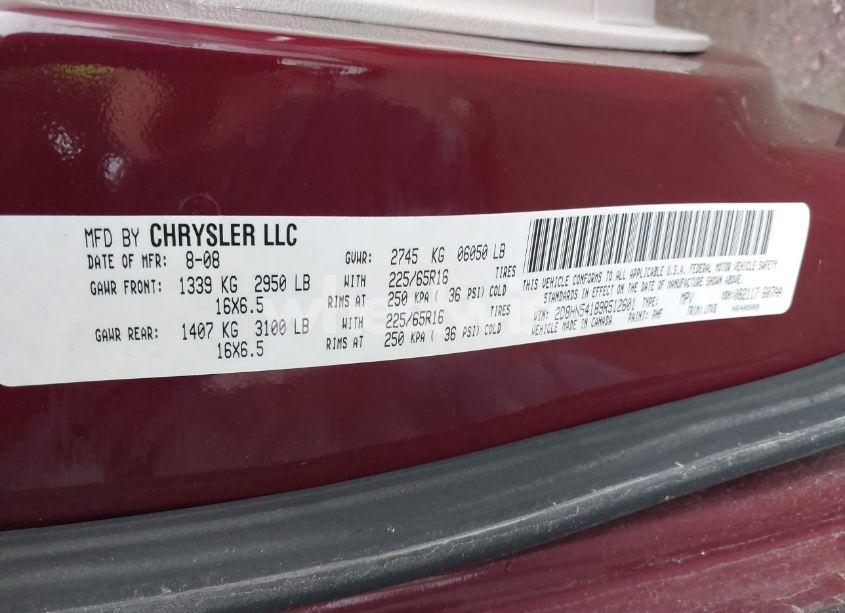 MFD BY CHRYSLER LLC
DATE OF MFR: 8-08
GVWR: 2745 KG 06050 LB
GAWR FRONT: 1339 KG 2950 LB
16X6.5
WITH 225/65R16 TIRES
RIMS AT 250 KPA ( 36 PSI) COLD
GAWR REAR: 1407 KG 3100 LB
16X6.5
WITH 225/65R16 TIRES
RIMS AT 250 KPA ( 36 PSI) COLD
THIS VEHICLE CONFORMS TO ALL APPLICABLE U.S.A. FEDERAL MOTOR VEHICLE SAFETY
STANDARDS IN EFFECT ON THE DATE OF MANUFACTURE SHOWN ABOVE.
VIN: 2D8HN54189R512601 TYPE: MPV
MADE IN CANADA PAINT: PHF TRIM: